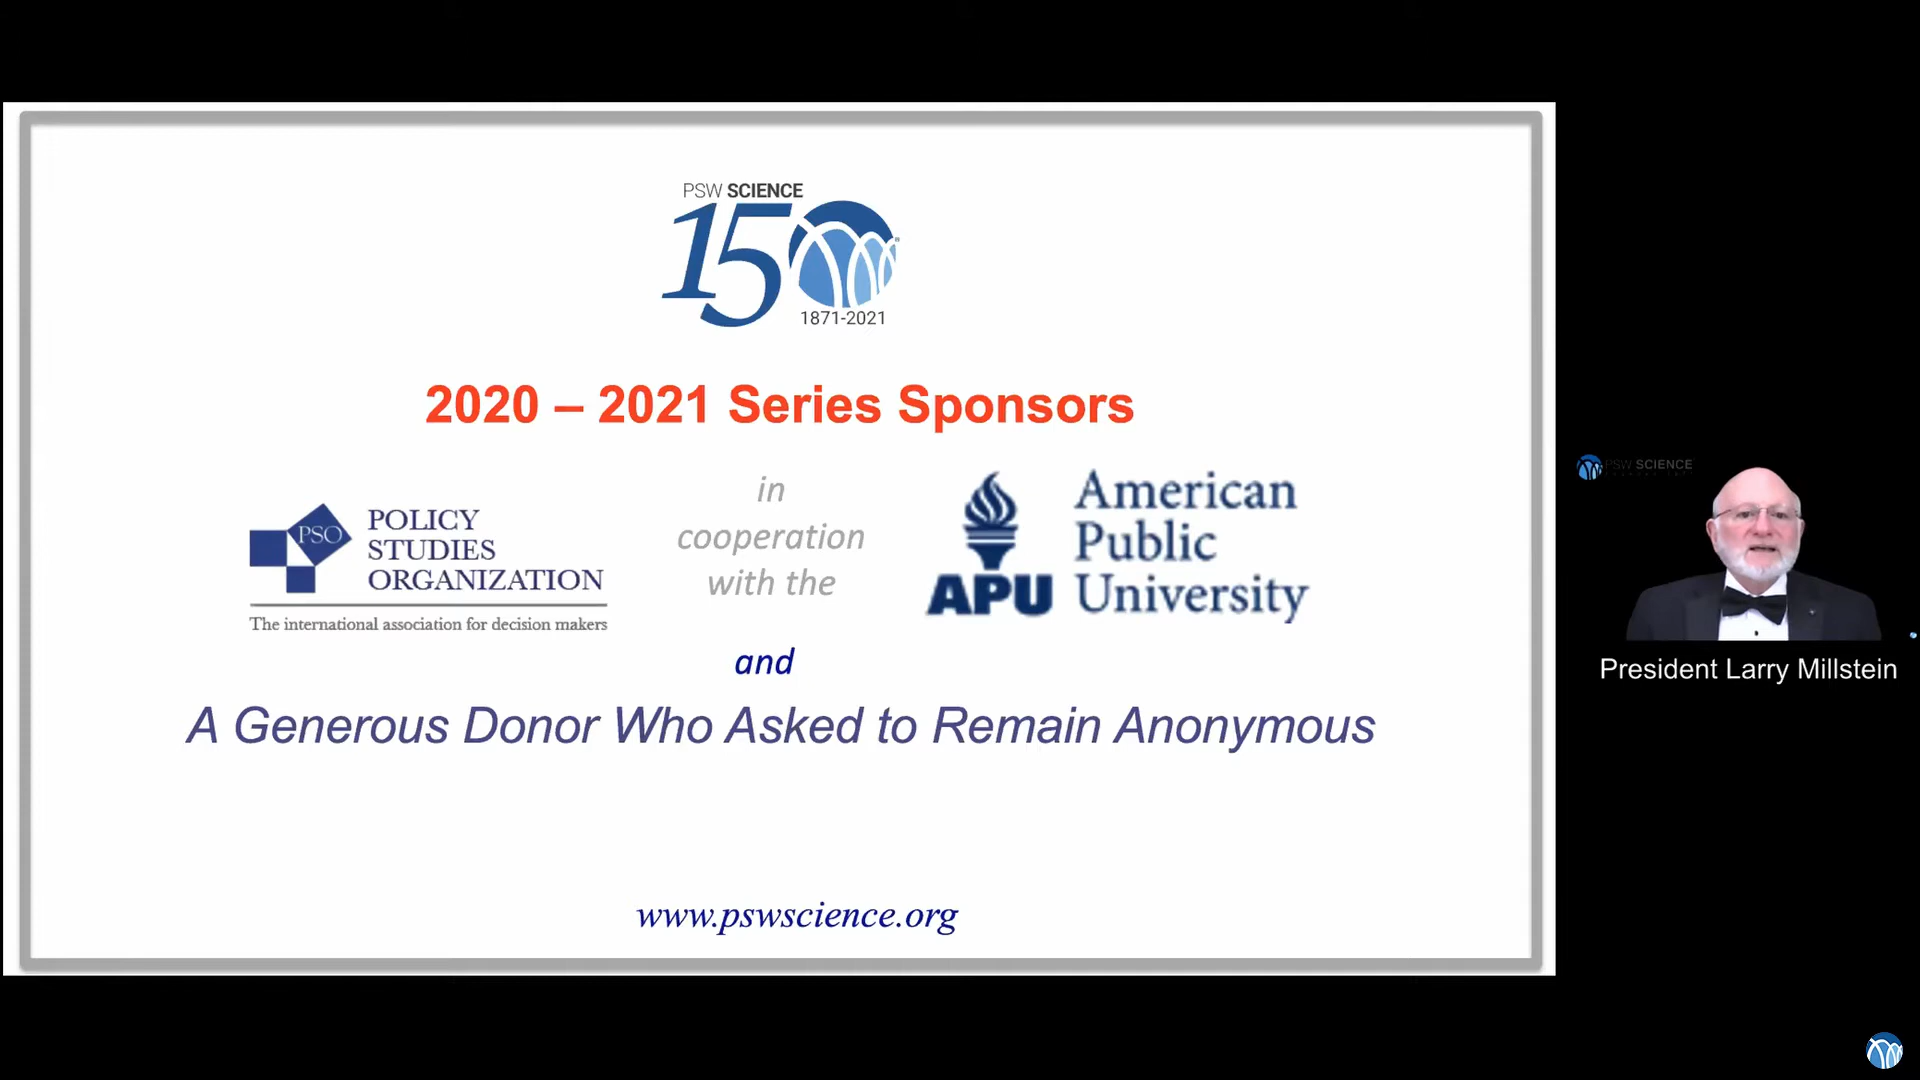 PSW SCIENCE
150
1871-2021
2020 – 2021 Series Sponsors
PSO
POLICY
STUDIES
ORGANIZATION
The international association for decision makers
in
cooperation
with the
APU
American
Public
University
and
A Generous Donor Who Asked to Remain Anonymous
www.pswscience.org
PSW SCIENCE
President Larry Millstein